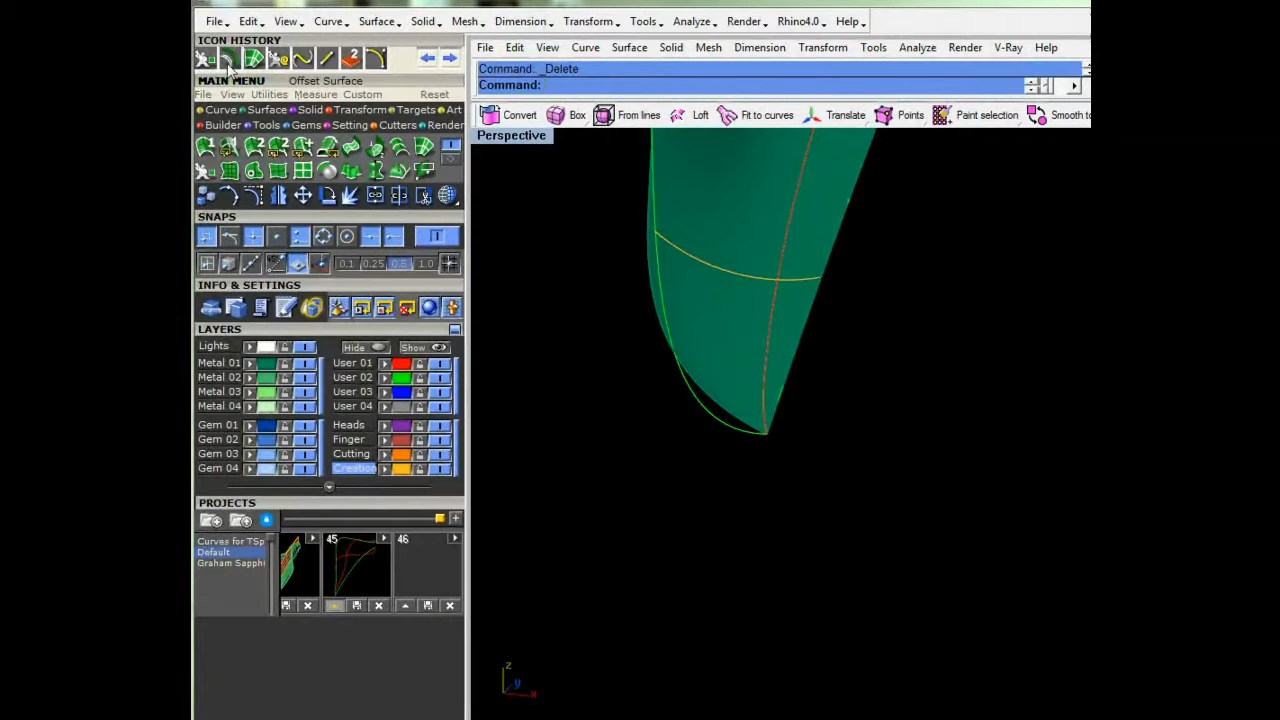 File Edit View Curve Surface Solid Mesh Dimension Transform Tools Analyze Render Rhino4.0 Help
ICON HISTORY
MAIN MENU Offset Surface
File View Utilities Measure Custom Reset
Curve Surface Solid Transform Targets Art
Builder Tools Gems Setting Cutters Render
SNAPS
0.1 0.25 0.5 1.0
INFO & SETTINGS
LAYERS
Lights Hide Show
Metal 01 User 01
Metal 02 User 02
Metal 03 User 03
Metal 04 User 04
Gem 01 Heads
Gem 02 Finger
Gem 03 Cutting
Gem 04 Creation
PROJECTS
Curves for TSp
Default
Graham Sapph
45 46
File Edit View Curve Surface Solid Mesh Dimension Transform Tools Analyze Render V-Ray Help
Command: _Delete
Command:
Convert Box From lines Loft Fit to curves Translate Points Paint selection Smooth to
Perspective
z
y
x